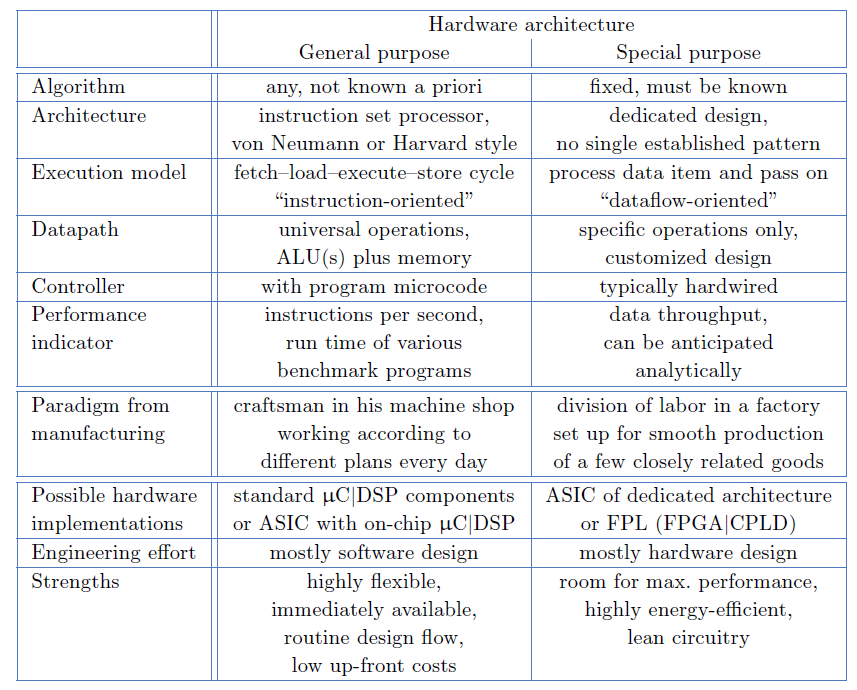 Hardware architecture
General purpose Special purpose
Algorithm any, not known a priori fixed, must be known
Architecture instruction set processor, dedicated design,
von Neumann or Harvard style no single established pattern
Execution model fetch–load–execute–store cycle process data item and pass on
“instruction-oriented” “dataflow-oriented”
Datapath universal operations, specific operations only,
ALU(s) plus memory customized design
Controller with program microcode typically hardwired
Performance instructions per second, data throughput,
indicator run time of various can be anticipated
benchmark programs analytically
Paradigm from craftsman in his machine shop division of labor in a factory
manufacturing working according to set up for smooth production
different plans every day of a few closely related goods
Possible hardware standard μC|DSP components ASIC of dedicated architecture
implementations or ASIC with on-chip μC|DSP or FPL (FPGA|CPLD)
Engineering effort mostly software design mostly hardware design
Strengths highly flexible, room for max. performance,
immediately available, highly energy-efficient,
routine design flow, lean circuitry
low up-front costs